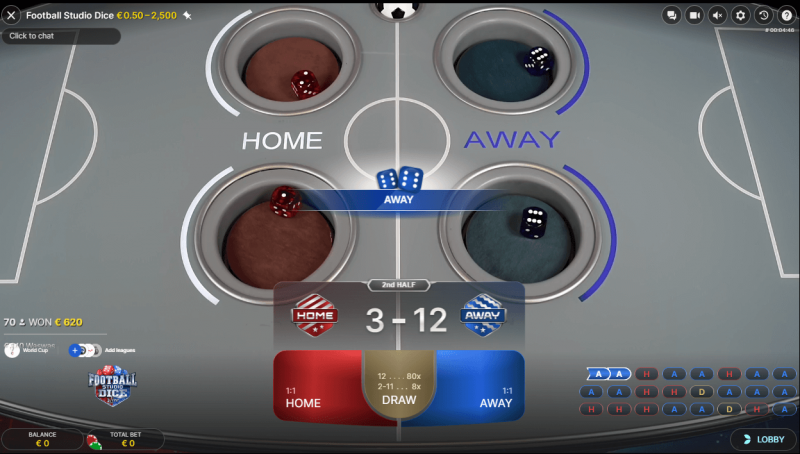 Football Studio Dice € 0.50 – 2,500
Click to chat
# 00:04:46
HOME
AWAY
AWAY
2nd HALF
HOME
3 – 12
AWAY
70 WON € 620
World Cup
Add leagues
FOOTBALL
STUDIO
DICE
1:1
HOME
12 .... 80x
2–11 .... 8x
DRAW
1:1
AWAY
A A H A A H A A
A A H H D A A A
H H H A A D H A
BALANCE
€ 0
TOTAL BET
€ 0
LOBBY